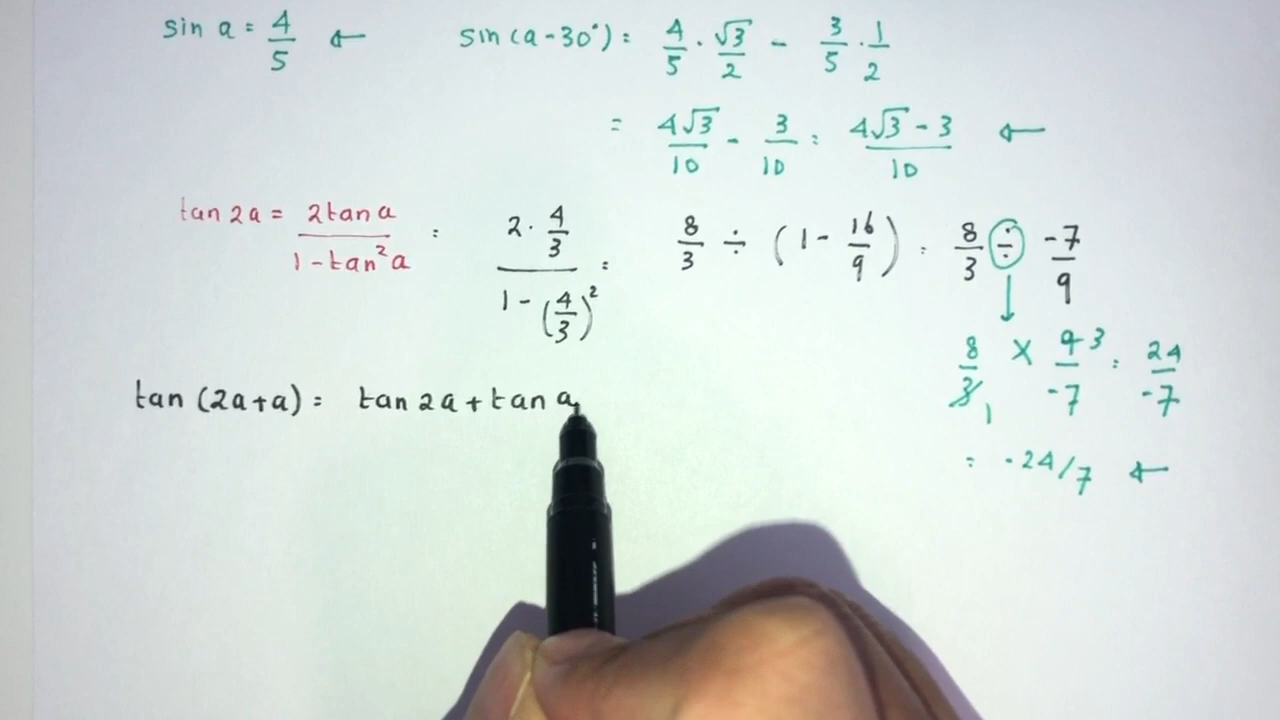 sin a = 4/5 ← sin(a-30°) = 4/5 · √3/2 - 3/5 · 1/2
= 4√3/10 - 3/10 = 4√3 - 3/10 ←
tan 2a = 2tan a/1 - tan²a = 2 · 4/3/1 - (4/3)² = 8/3 ÷ (1 - 16/9) = 8/3 ÷ -7/9
8/3 1 × 9 3/-7 = 24/-7
tan (2a+a) = tan 2a + tan a
= -24/7 ←